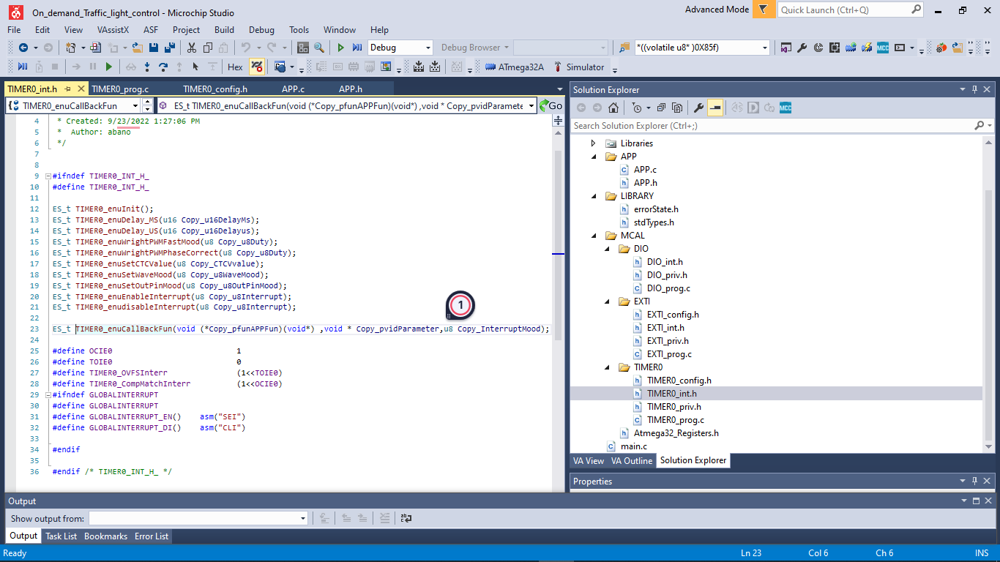 On_demand_Traffic_light_control - Microchip Studio
Advanced Mode
Quick Launch (Ctrl+Q)
File Edit View VAssistX ASF Project Build Debug Tools Window Help
Debug Debug Browser *((volatile u8* )0X85f)
Hex ATmega32A Simulator
TIMER0_int.h TIMER0_prog.c TIMER0_config.h APP.c APP.h
TIMER0_enuCallBackFun ES_t TIMER0_enuCallBackFun(void (*Copy_pfunAPPFun)(void*) ,void * Copy_pvidParamete Go
4 * Created: 9/23/2022 1:27:06 PM
5 * Author: abano
6 */
7
8
9 #ifndef TIMER0_INT_H_
10 #define TIMER0_INT_H_
11
12 ES_t TIMER0_enuInit();
13 ES_t TIMER0_enuDelay_MS(u16 Copy_u16DelayMs);
14 ES_t TIMER0_enuDelay_US(u16 Copy_u16Delayus);
15 ES_t TIMER0_enuWrightPWMFastMood(u8 Copy_u8Duty);
16 ES_t TIMER0_enuWrightPWMPhaseCorrect(u8 Copy_u8Duty);
17 ES_t TIMER0_enuSetCTCValue(u8 Copy_CTCVvalue);
18 ES_t TIMER0_enuSetWaveMood(u8 Copy_u8WaveMood);
19 ES_t TIMER0_enuSetOutPinMood(u8 Copy_u8OutPinMood);
20 ES_t TIMER0_enuEnableInterrupt(u8 Copy_u8Interrupt);
21 ES_t TIMER0_enudisableInterrupt(u8 Copy_u8Interrupt);
1
22
23 ES_t TIMER0_enuCallBackFun(void (*Copy_pfunAPPFun)(void*) ,void * Copy_pvidParameter,u8 Copy_InterruptMood);
24
25 #define OCIE0 1
26 #define TOIE0 0
27 #define TIMER0_OVFSInterr (1<<TOIE0)
28 #define TIMER0_CompMatchInterr (1<<OCIE0)
29 #ifndef GLOBALINTERRUPT
30 #define GLOBALINTERRUPT
31 #define GLOBALINTERRUPT_EN() asm("SEI")
32 #define GLOBALINTERRUPT_DI() asm("CLI")
33
34 #endif
35
36 #endif /* TIMER0_INT_H_ */
Solution Explorer
MCC
Search Solution Explorer (Ctrl+;)
Libraries
APP
APP.c
APP.h
LIBRARY
errorState.h
stdTypes.h
MCAL
DIO
DIO_int.h
DIO_priv.h
DIO_prog.c
EXTI
EXTI_config.h
EXTI_int.h
EXTI_priv.h
EXTI_prog.c
TIMER0
TIMER0_config.h
TIMER0_int.h
TIMER0_priv.h
TIMER0_prog.c
Atmega32_Registers.h
main.c
VA View VA Outline Solution Explorer
Properties
Output
Show output from:
Output Task List Bookmarks Error List
Ready Ln 23 Col 6 Ch 6 INS